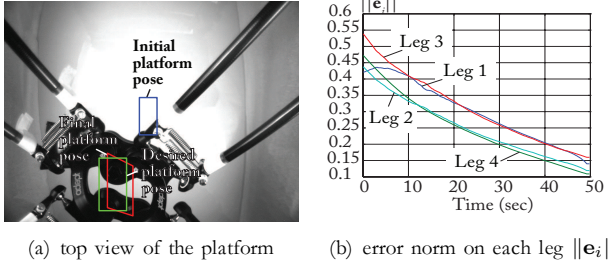 Initial
platform
pose
Final
platform
pose
Desired
platform
pose
adept
||e_i||
0.6
0.55
0.5
0.45
0.4
0.35
0.3
0.25
0.2
0.15
0.1
Leg 3
Leg 1
Leg 2
Leg 4
0 10 20 30 40 50
Time (sec)
(a) top view of the platform
(b) error norm on each leg ||e_i|